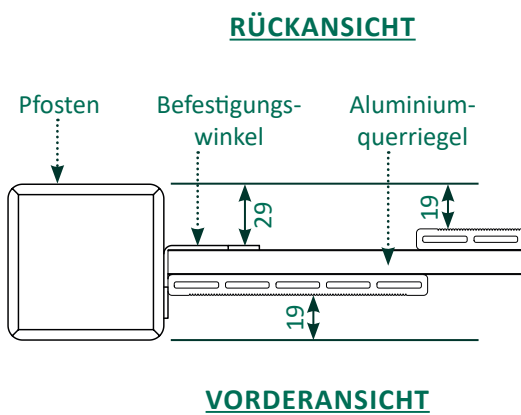 RÜCKANSICHT
Pfosten
Befestigungs-
winkel
Aluminium-
querriegel
29
19
19
VORDERANSICHT